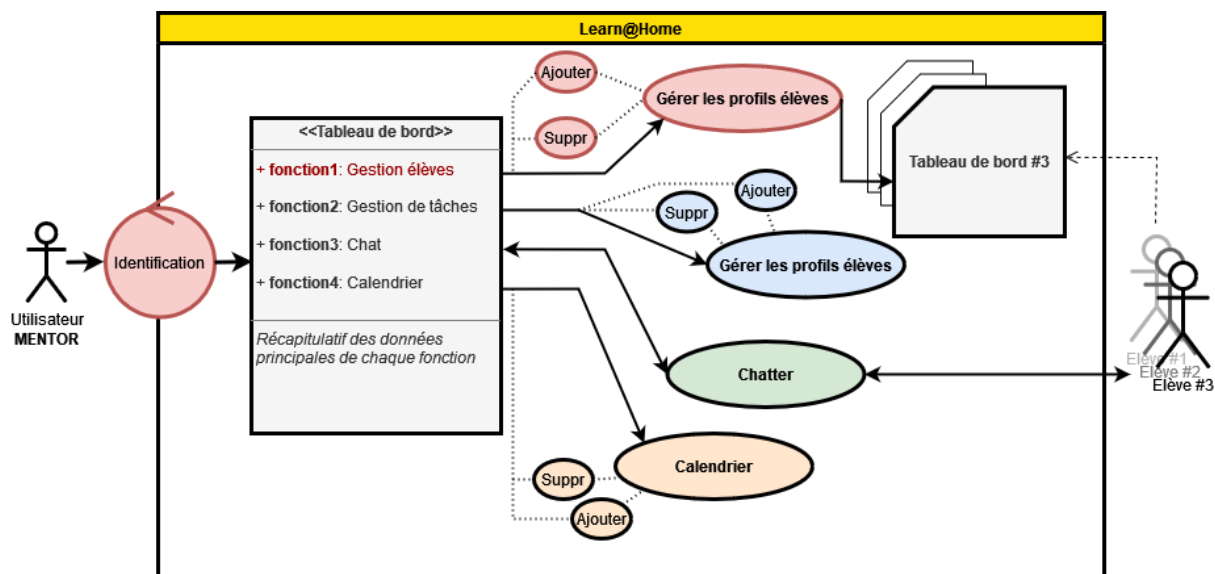 Learn@Home
Ajouter
Gérer les profils élèves
Suppr
<<Tableau de bord>>
+ fonction1: Gestion élèves
+ fonction2: Gestion de tâches
+ fonction3: Chat
+ fonction4: Calendrier
Récapitulatif des données
principales de chaque fonction
Tableau de bord #3
Ajouter
Suppr
Gérer les profils élèves
Identification
Utilisateur
MENTOR
Chatter
Elève #1
Elève #2
Elève #3
Calendrier
Suppr
Ajouter